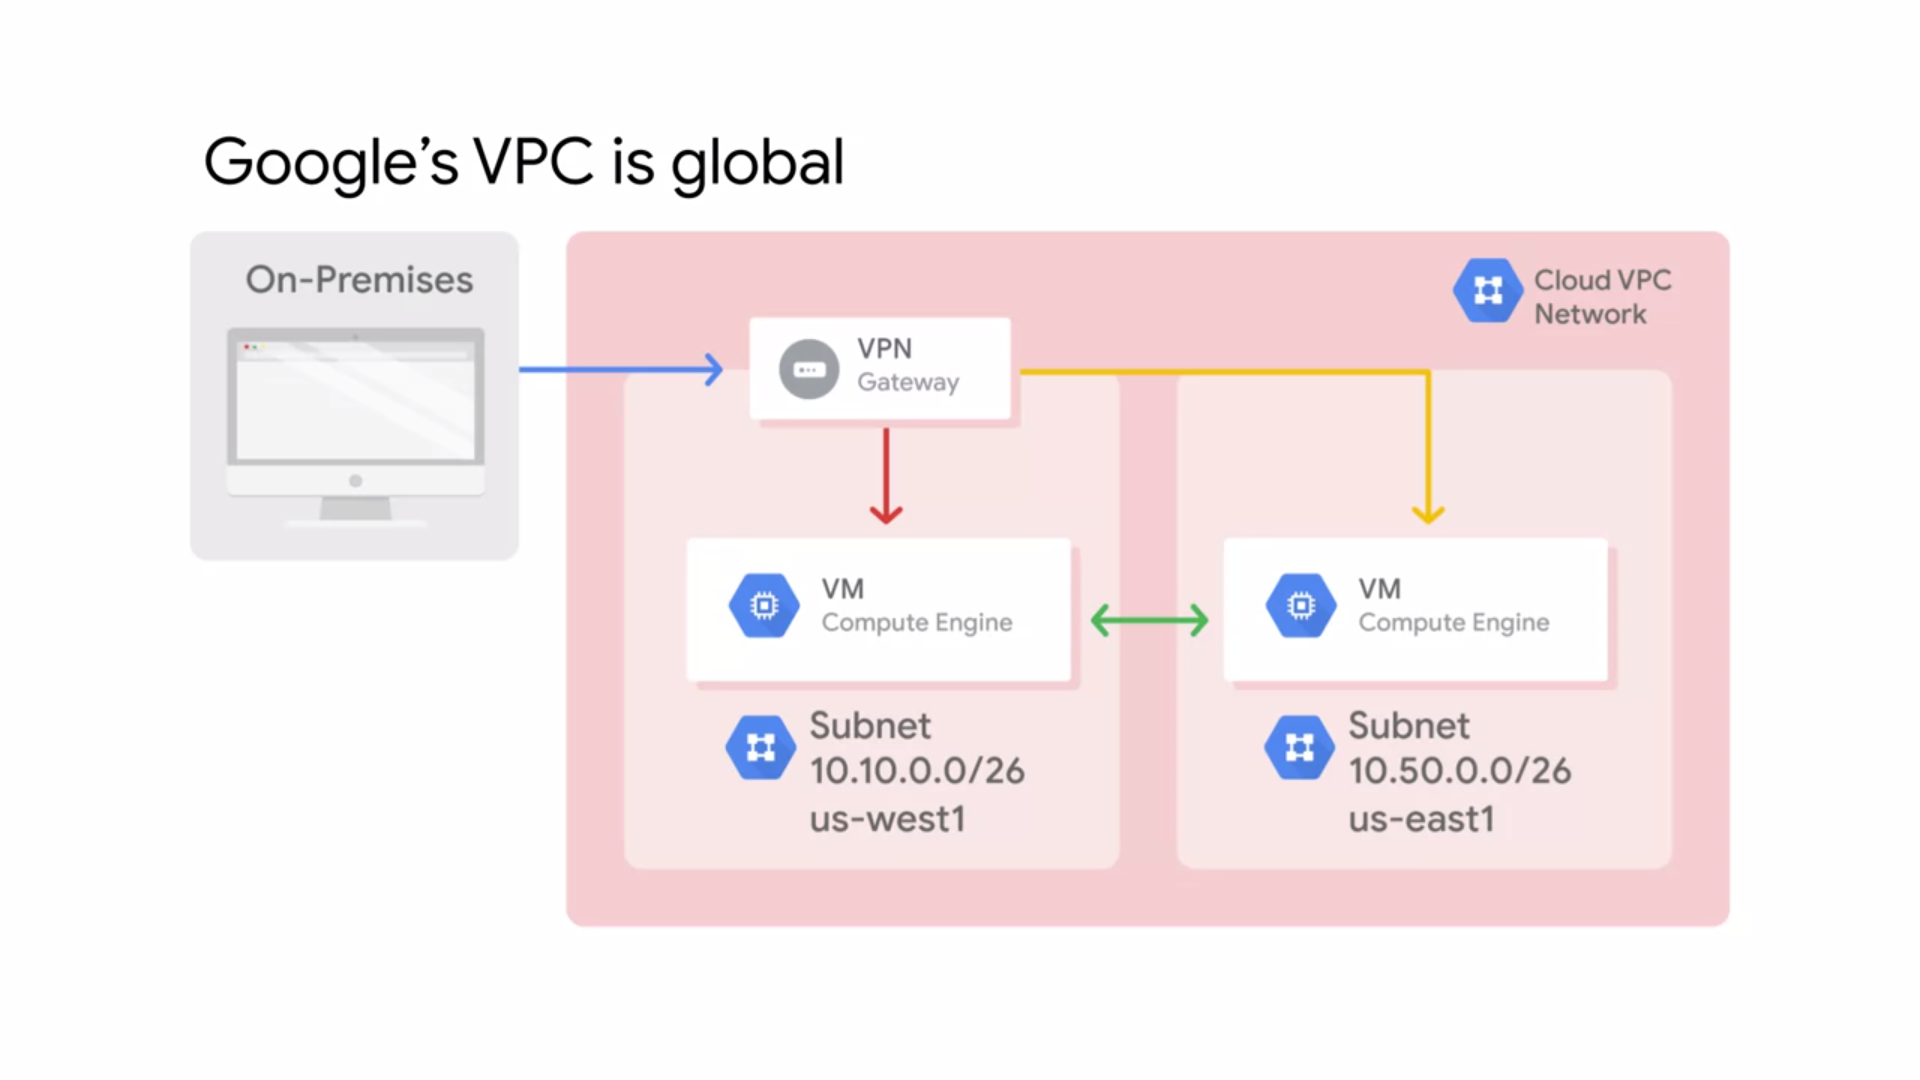 Google’s VPC is global
On-Premises
Cloud VPC
Network
VPN
Gateway
VM
Compute Engine
Subnet
10.10.0.0/26
us-west1
VM
Compute Engine
Subnet
10.50.0.0/26
us-east1